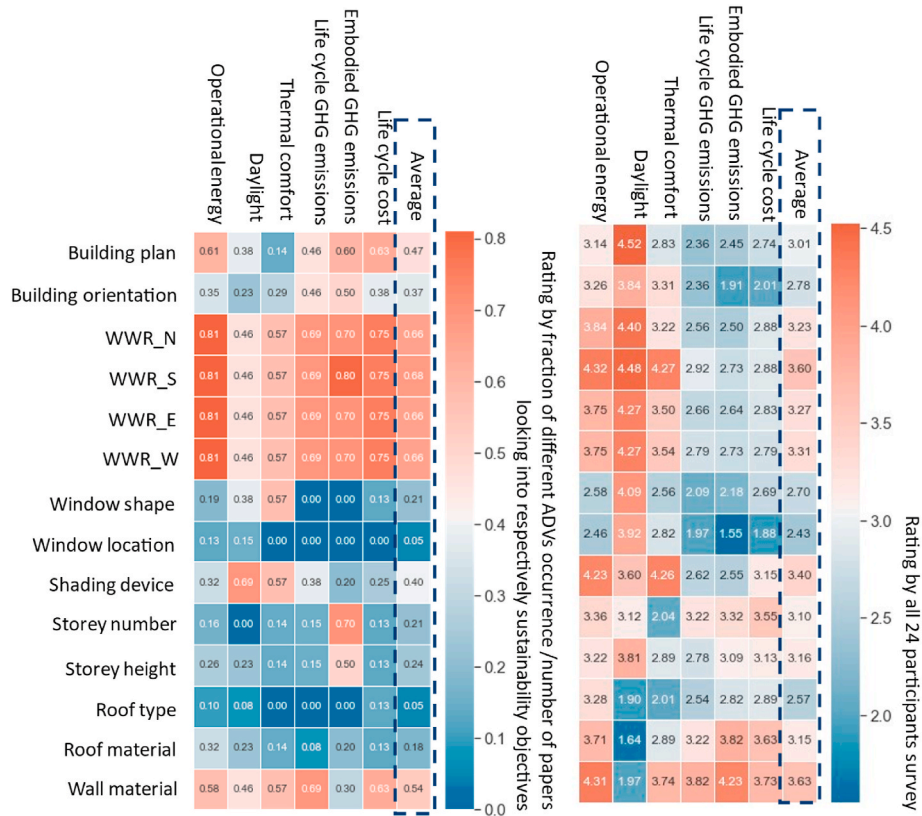 Operationalenergy Daylight Thermal comfort Life cycle GHG emissions Embodied GHG emissions Life cycle cost Average
Building plan 0.61 0.38 0.14 0.46 0.60 0.63 0.47
Building orientation 0.35 0.23 0.29 0.46 0.50 0.38 0.37
WWR_N 0.81 0.46 0.57 0.69 0.70 0.75 0.66
WWR_S 0.81 0.46 0.57 0.69 0.80 0.75 0.68
WWR_E 0.81 0.46 0.57 0.69 0.70 0.75 0.66
WWR_W 0.81 0.46 0.57 0.69 0.70 0.75 0.66
Window shape 0.19 0.38 0.57 0.00 0.00 0.13 0.21
Window location 0.13 0.15 0.00 0.00 0.00 0.00 0.05
Shading device 0.32 0.69 0.57 0.38 0.20 0.25 0.40
Storey number 0.16 0.00 0.14 0.15 0.70 0.13 0.21
Storey height 0.26 0.23 0.14 0.15 0.50 0.13 0.24
Roof type 0.10 0.08 0.00 0.00 0.00 0.13 0.05
Roof material 0.32 0.23 0.14 0.08 0.20 0.13 0.18
Wall material 0.58 0.46 0.57 0.69 0.30 0.63 0.54
0.8
0.7
0.6
0.5
0.4
0.3
0.2
0.1
0.0
Rating by fraction of different ADVs occurrence /number of papers
looking into respectively sustainability objectives
Operationalenergy Daylight Thermal comfort Life cycle GHG emissions Embodied GHG emissions Life cycle cost Average
3.14 4.52 2.83 2.36 2.45 2.74 3.01
3.26 3.84 3.31 2.36 1.91 2.01 2.78
3.84 4.40 3.22 2.56 2.50 2.88 3.23
4.32 4.48 4.27 2.92 2.73 2.88 3.60
3.75 4.27 3.50 2.66 2.64 2.83 3.27
3.75 4.27 3.54 2.79 2.73 2.79 3.31
2.58 4.09 2.56 2.09 2.18 2.69 2.70
2.46 3.92 2.82 1.97 1.55 1.88 2.43
4.23 3.60 4.26 2.62 2.55 3.15 3.40
3.36 3.12 2.04 3.22 3.32 3.55 3.10
3.22 3.81 2.89 2.78 3.09 3.13 3.16
3.28 1.90 2.01 2.54 2.82 2.89 2.57
3.71 1.64 2.89 3.22 3.82 3.63 3.15
4.31 1.97 3.74 3.82 4.23 3.73 3.63
4.5
4.0
3.5
3.0
2.5
2.0
Rating by all 24 participants survey